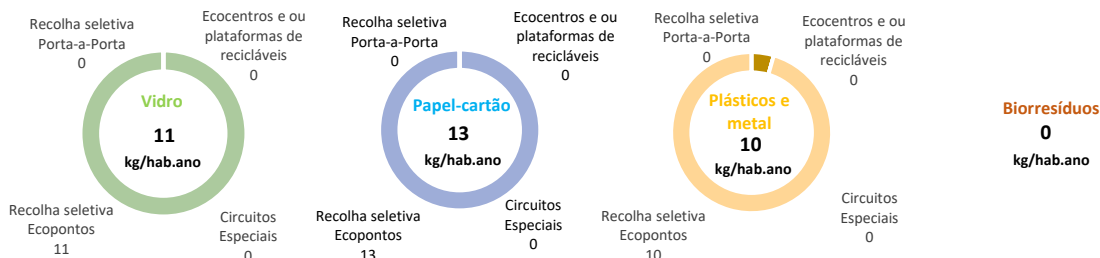 Recolha seletiva
Porta-a-Porta
0
Ecocentros e ou
plataformas de
recicláveis
0
Vidro
11
kg/hab.ano
Recolha seletiva
Ecopontos
11
Circuitos
Especiais
0
Recolha seletiva
Porta-a-Porta
0
Ecocentros e ou
plataformas de
recicláveis
0
Papel-cartão
13
kg/hab.ano
Recolha seletiva
Ecopontos
13
Circuitos
Especiais
0
Recolha seletiva
Porta-a-Porta
0
Ecocentros e ou
plataformas de
recicláveis
0
Plásticos e
metal
10
kg/hab.ano
Recolha seletiva
Ecopontos
10
Circuitos
Especiais
0
Biorresíduos
0
kg/hab.ano